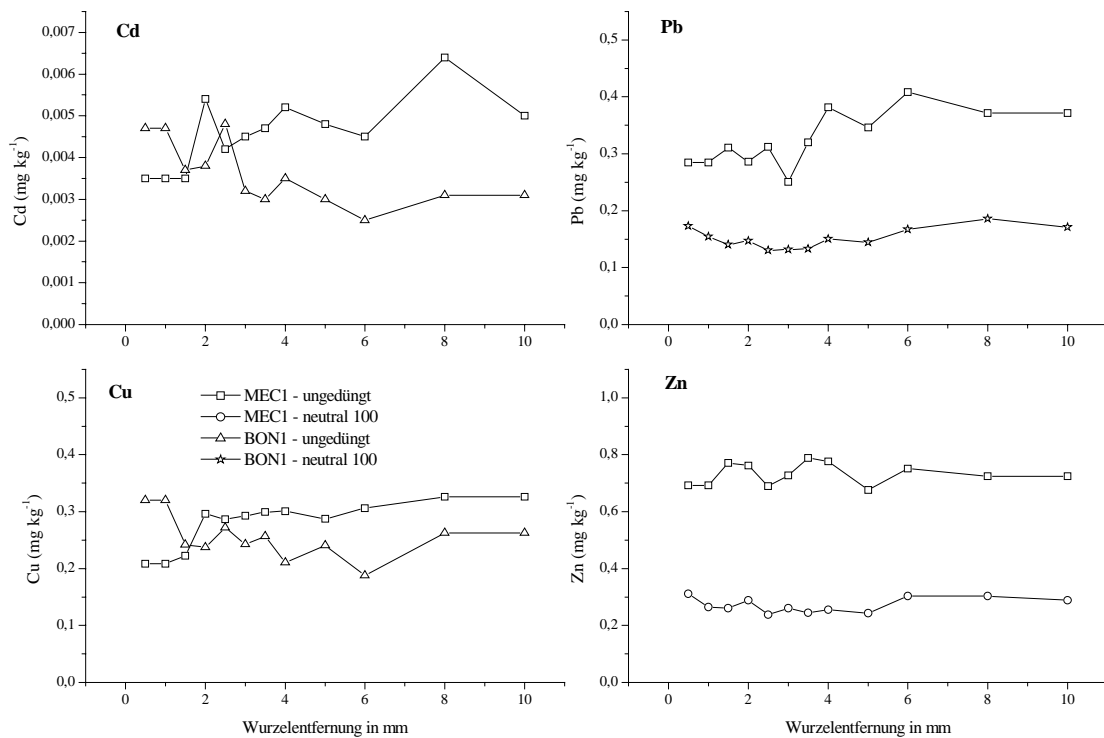 Cd
0,007
0,006
0,005
0,004
0,003
0,002
0,001
0,000
Cd (mg kg⁻¹)
0 2 4 6 8 10
Pb
0,5
0,4
0,3
0,2
0,1
0,0
Pb (mg kg⁻¹)
0 2 4 6 8 10
Cu
0,5
0,4
0,3
0,2
0,1
0,0
Cu (mg kg⁻¹)
MEC1 - ungedüngt
MEC1 - neutral 100
BON1 - ungedüngt
BON1 - neutral 100
0 2 4 6 8 10
Wurzelentfernung in mm
Zn
1,0
0,8
0,6
0,4
0,2
0,0
Zn (mg kg⁻¹)
0 2 4 6 8 10
Wurzelentfernung in mm